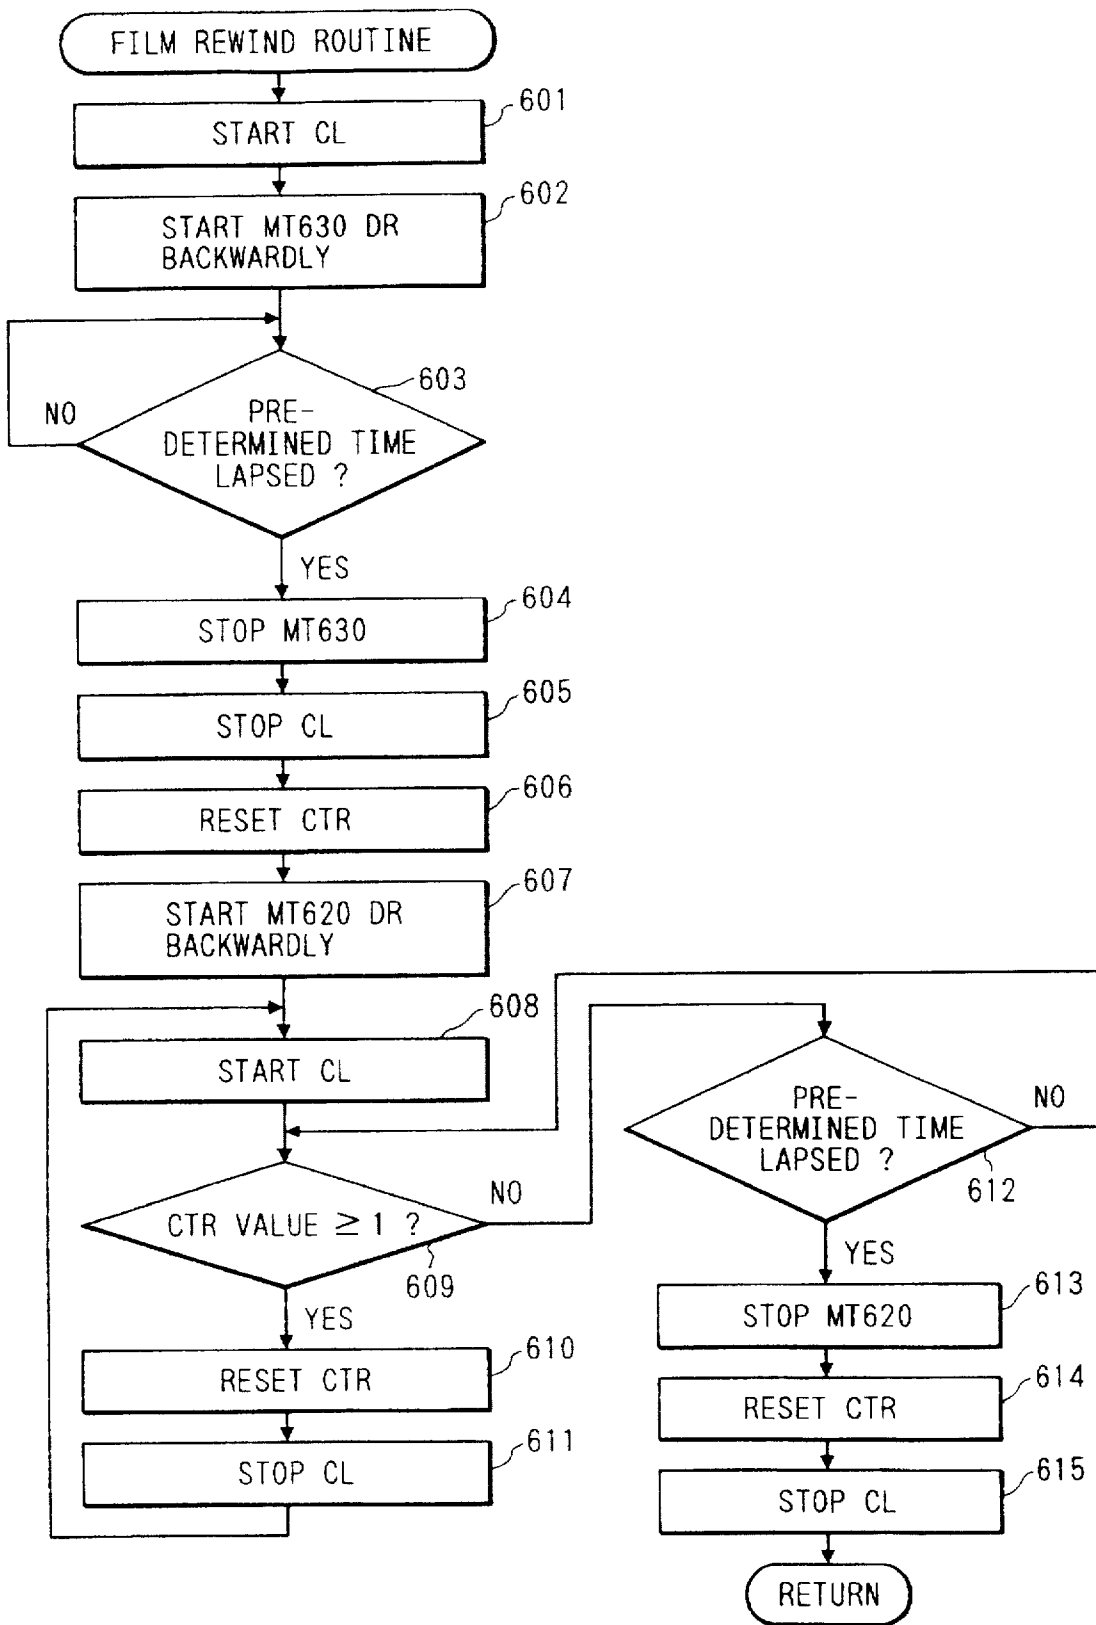 FILM REWIND ROUTINE
601
START CL
602
START MT630 DR
BACKWARDLY
603
NO
PRE-
DETERMINED TIME
LAPSED ?
YES
604
STOP MT630
605
STOP CL
606
RESET CTR
607
START MT620 DR
BACKWARDLY
608
START CL
CTR VALUE ≥ 1 ?
NO
609
YES
610
RESET CTR
611
STOP CL
PRE-
DETERMINED TIME
LAPSED ?
NO
612
YES
613
STOP MT620
614
RESET CTR
615
STOP CL
RETURN